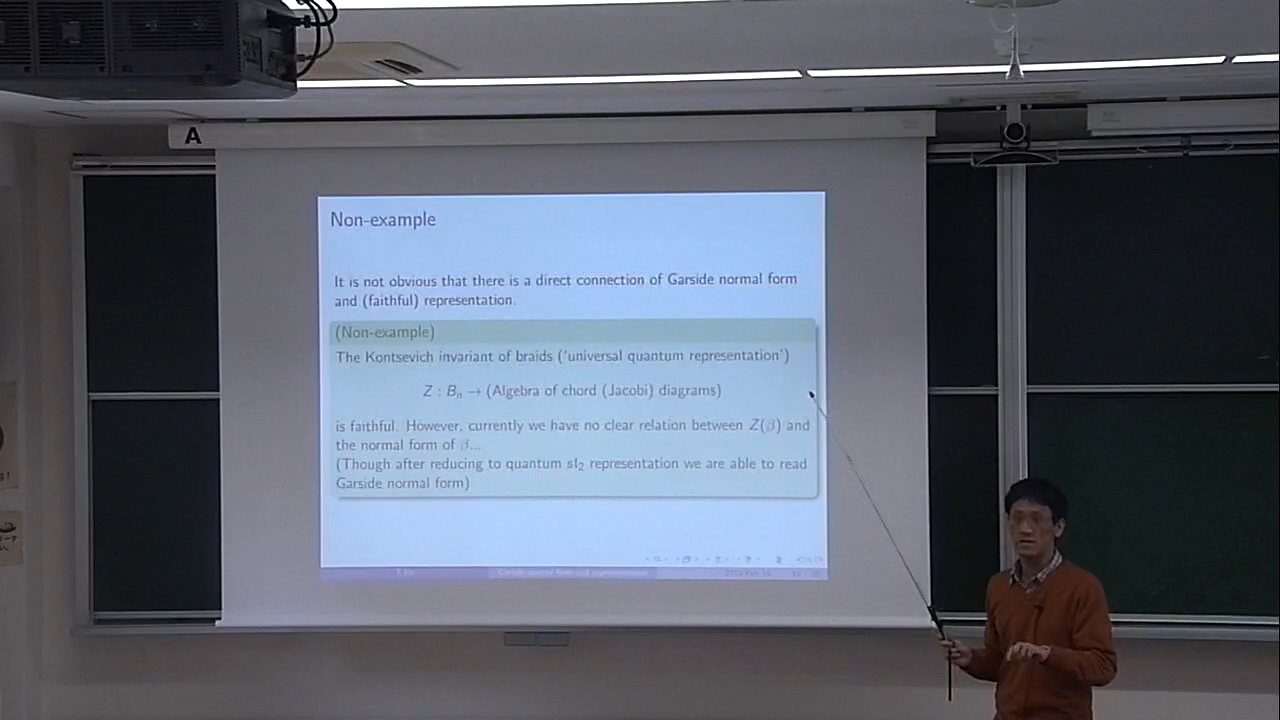 A
Non-example
It is not obvious that there is a direct connection of Garside normal form
and (faithful) representation.
(Non-example)
The Kontsevich invariant of braids ('universal quantum representation')
Z : Bₙ → (Algebra of chord (Jacobi) diagrams)
is faithful. However, currently we have no clear relation between Z(β) and
the normal form of β...
(Though after reducing to quantum sl₂ representation we are able to read
Garside normal form)